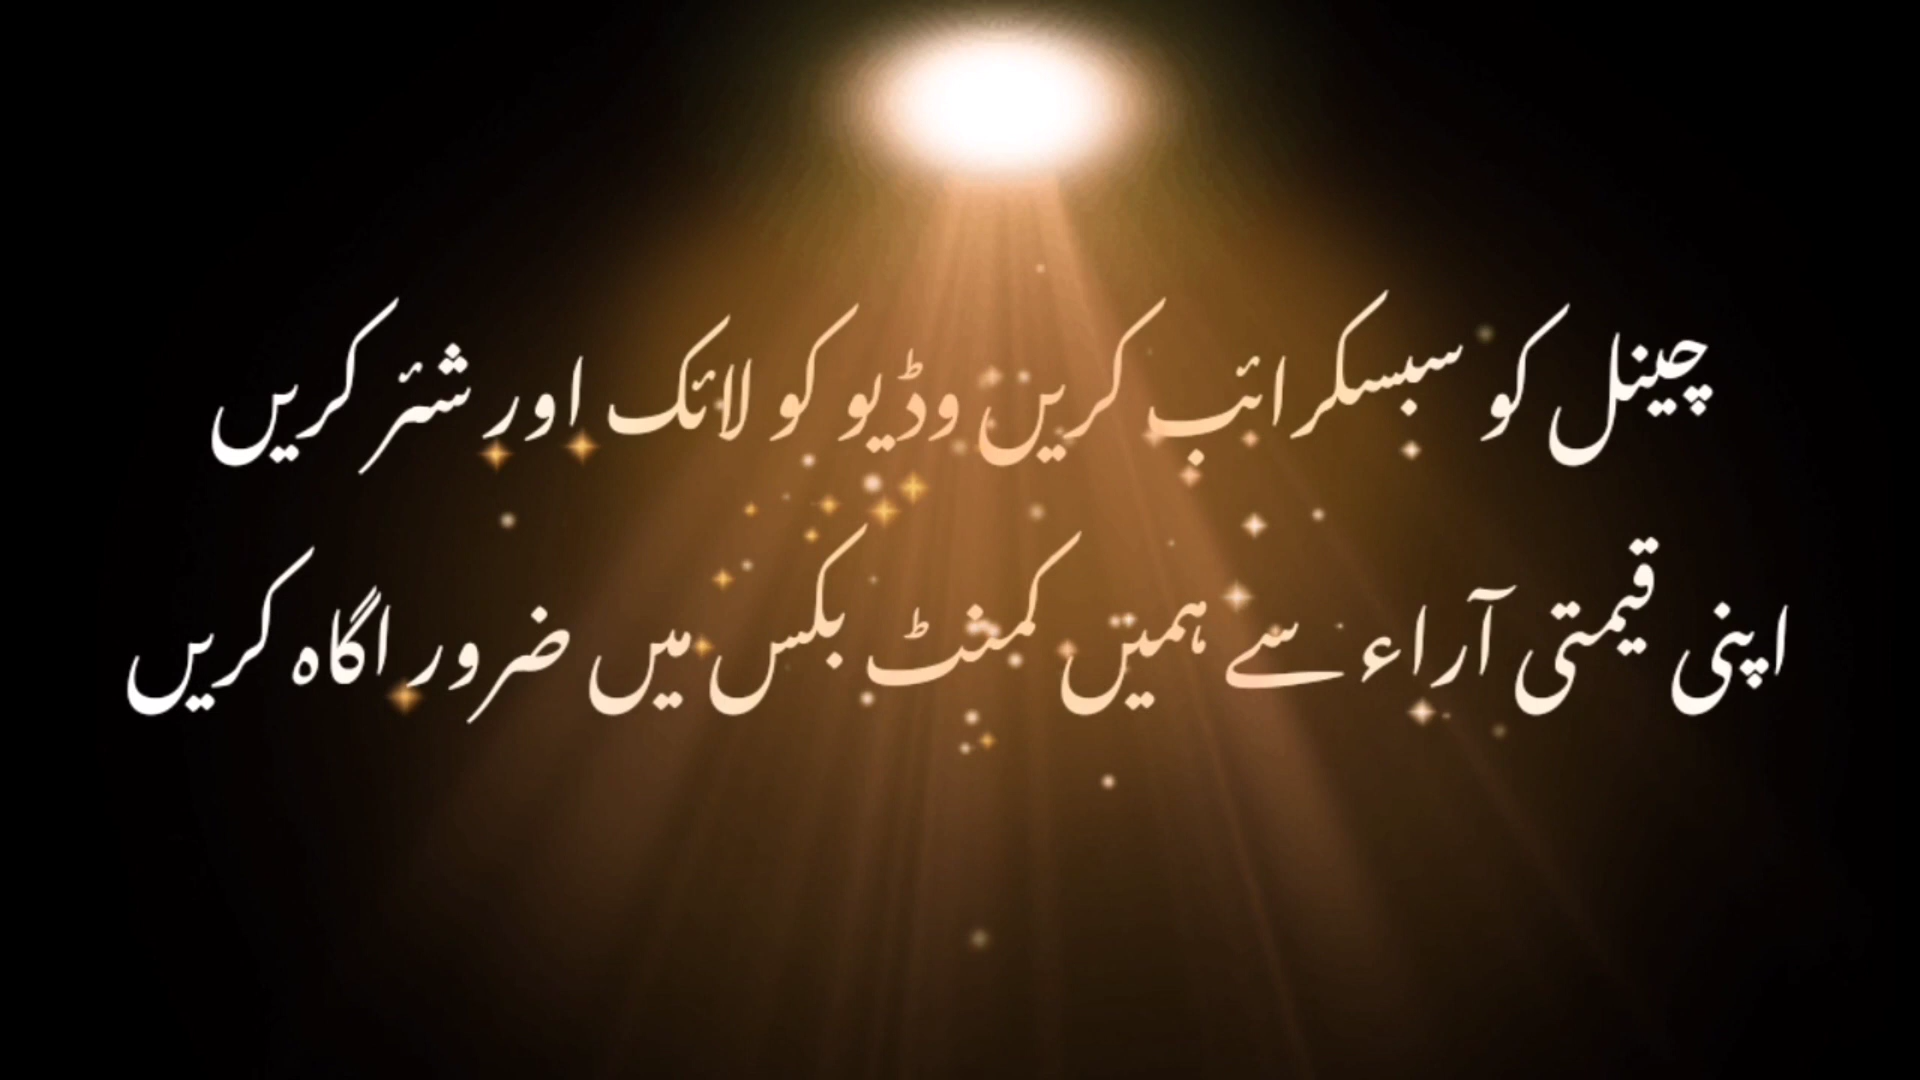 چینل کو سبسکرائب کریں وڈیو کو لائک اور شئر کریں
اپنی قیمتی آراء سے ہمیں کمنٹ بکس میں ضرور اگاہ کریں